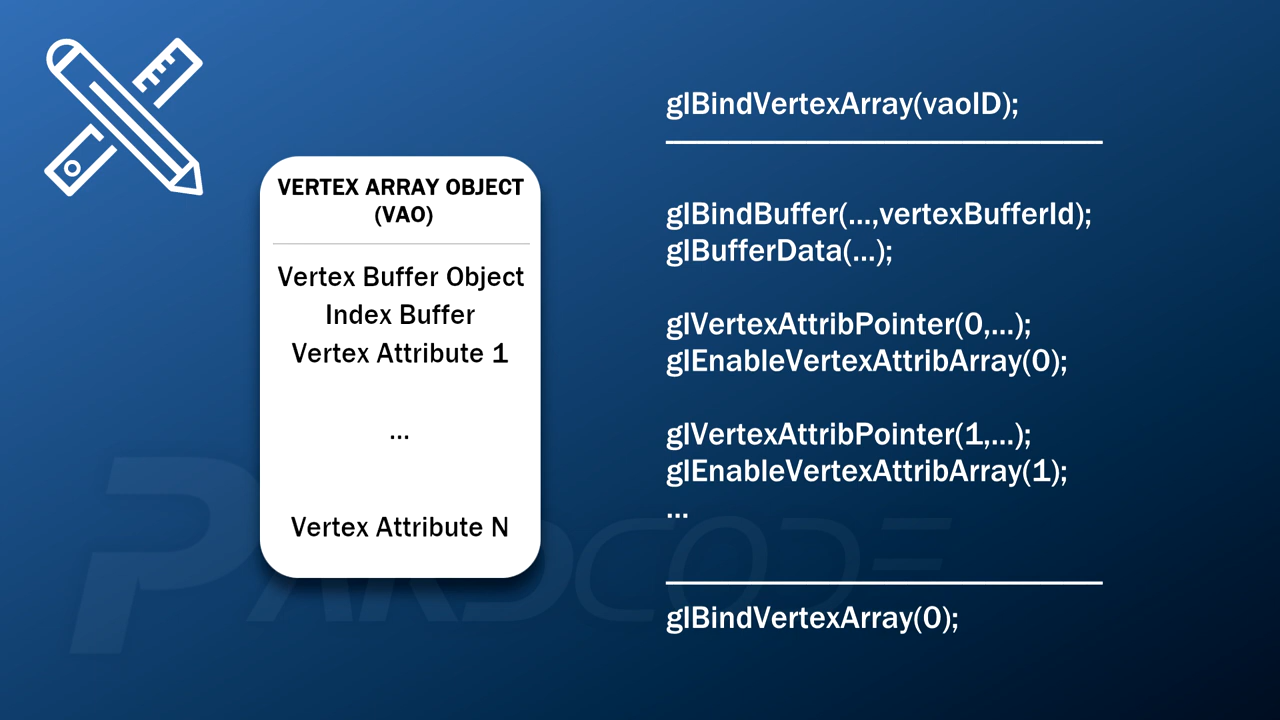 VERTEX ARRAY OBJECT
(VAO)
Vertex Buffer Object
Index Buffer
Vertex Attribute 1
...
Vertex Attribute N
glBindVertexArray(vaoID);
glBindBuffer(...,vertexBufferId);
glBufferData(...);
glVertexAttribPointer(0,...);
glEnableVertexAttribArray(0);
glVertexAttribPointer(1,...);
glEnableVertexAttribArray(1);
...
glBindVertexArray(0);
PARDCODE